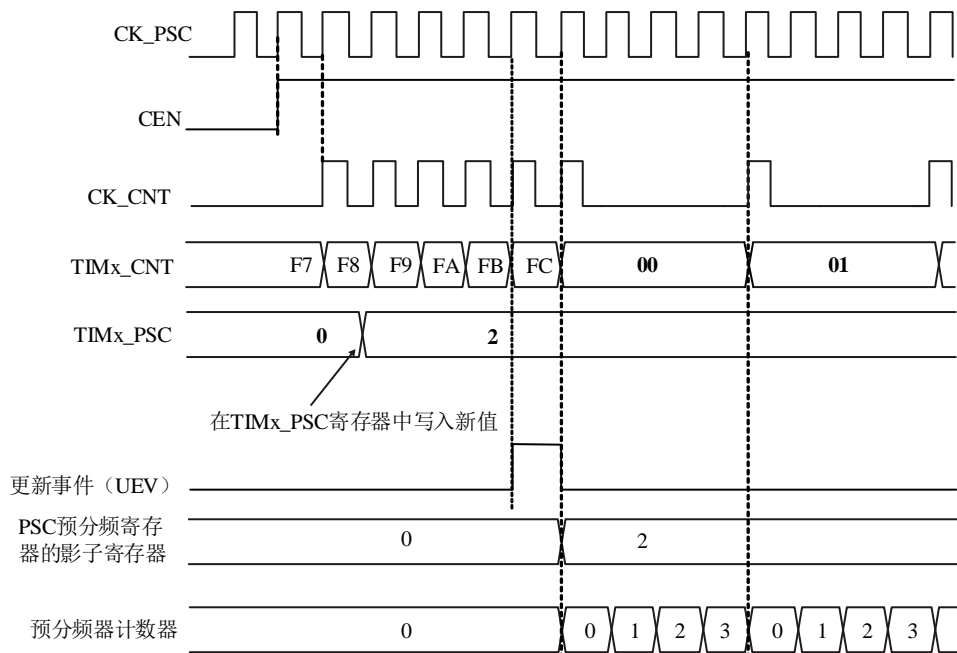 CK_PSC
CEN
CK_CNT
TIMx_CNT F7 F8 F9 FA FB FC 00 01
TIMx_PSC 0 2
在TIMx_PSC寄存器中写入新值
更新事件（UEV）
PSC预分频寄存
器的影子寄存器 0 2
预分频器计数器 0 0 1 2 3 0 1 2 3